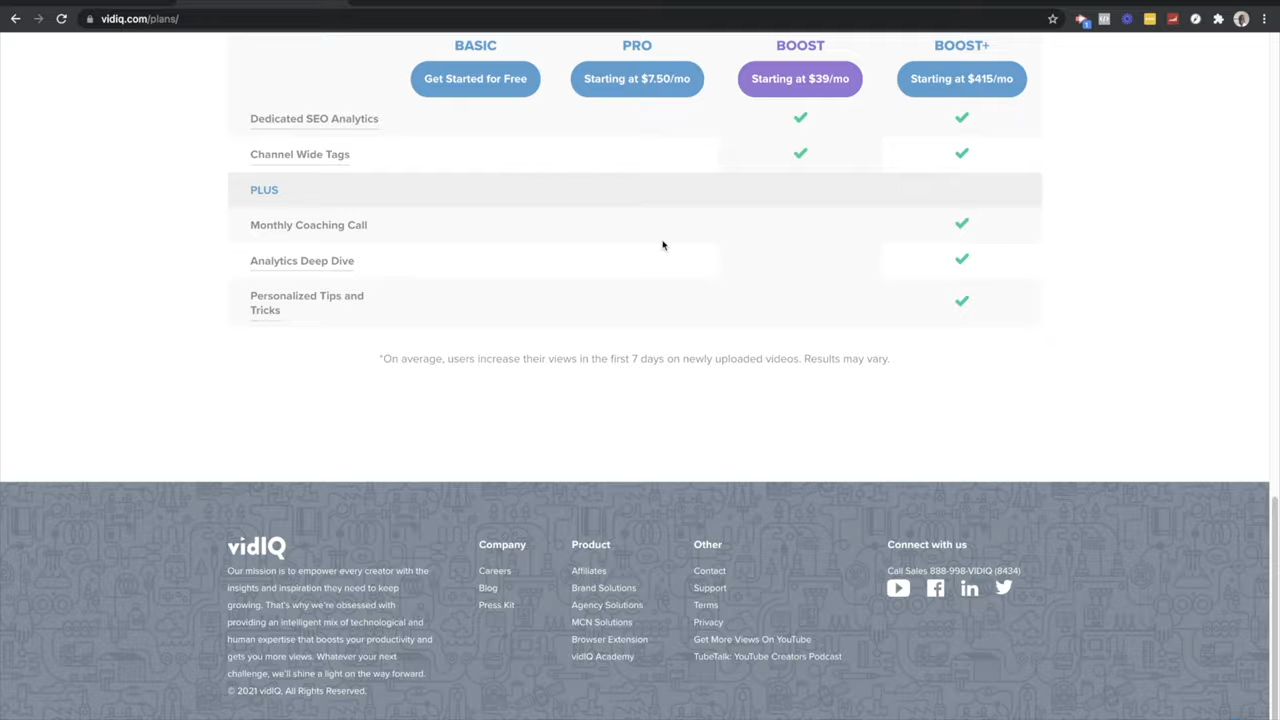 vidiq.com/plans/
BASIC PRO BOOST BOOST+
Get Started for Free Starting at $7.50/mo Starting at $39/mo Starting at $415/mo
Dedicated SEO Analytics
Channel Wide Tags
PLUS
Monthly Coaching Call
Analytics Deep Dive
Personalized Tips and
Tricks
*On average, users increase their views in the first 7 days on newly uploaded videos. Results may vary.
vidIQ
Our mission is to empower every creator with the
insights and inspiration they need to keep
growing. That's why we're obsessed with
providing an intelligent mix of technological and
human expertise that boosts your productivity and
gets you more views. Whatever your next
challenge, we'll shine a light on the way forward.
© 2021 vidIQ, All Rights Reserved.
Company
Careers
Blog
Press Kit
Product
Affiliates
Brand Solutions
Agency Solutions
MCN Solutions
Browser Extension
vidIQ Academy
Other
Contact
Support
Terms
Privacy
Get More Views On YouTube
TubeTalk: YouTube Creators Podcast
Connect with us
Call Sales 888-998-VIDIQ (8434)